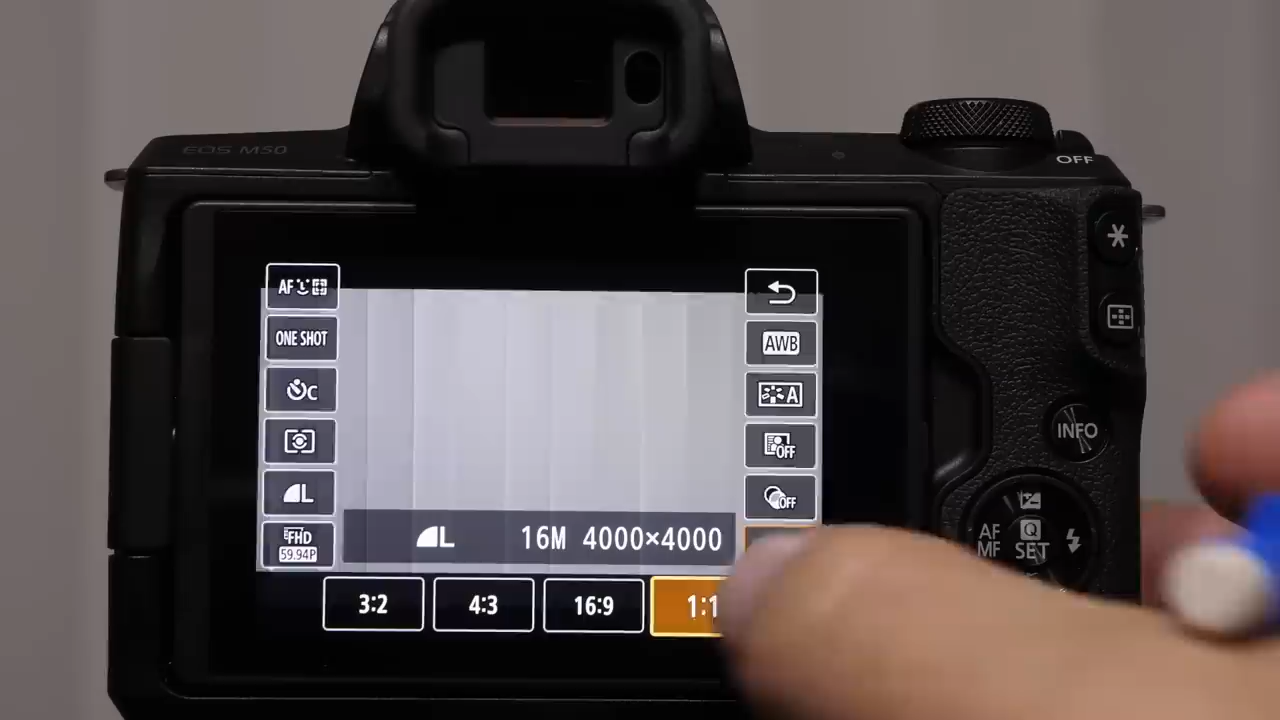 EOS M50
OFF
AF
ONE SHOT
AWB
C
A
INFO
OFF
L
OFF
FHD
59.94P
L 16M 4000×4000
AF
MF
Q
SET
3:2
4:3
16:9
1:1